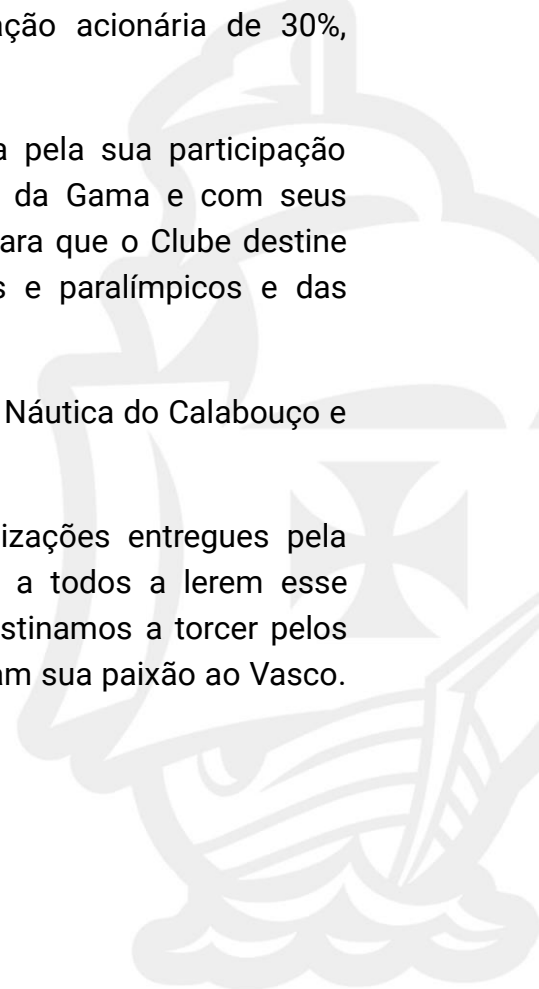 ção acionária de 30%,
pela sua participação
da Gama e com seus
ara que o Clube destine
s e paralímpicos e das
Náutica do Calabouço e
izações entregues pela
a todos a lerem esse
stinamos a torcer pelos
am sua paixão ao Vasco.